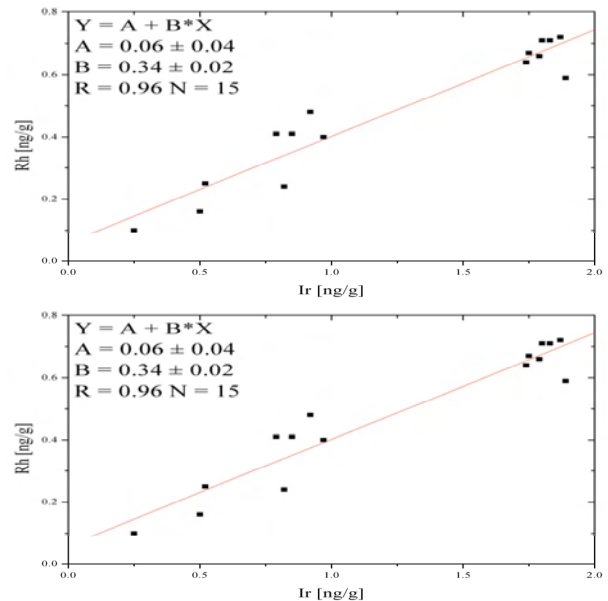 Y = A + B*X
A = 0.06 ± 0.04
B = 0.34 ± 0.02
R = 0.96 N = 15
Rh [ng/g]
0.8
0.6
0.4
0.2
0.0
0.0 0.5 1.0 1.5 2.0
Ir [ng/g]
Y = A + B*X
A = 0.06 ± 0.04
B = 0.34 ± 0.02
R = 0.96 N = 15
Rh [ng/g]
0.8
0.6
0.4
0.2
0.0
0.0 0.5 1.0 1.5 2.0
Ir [ng/g]